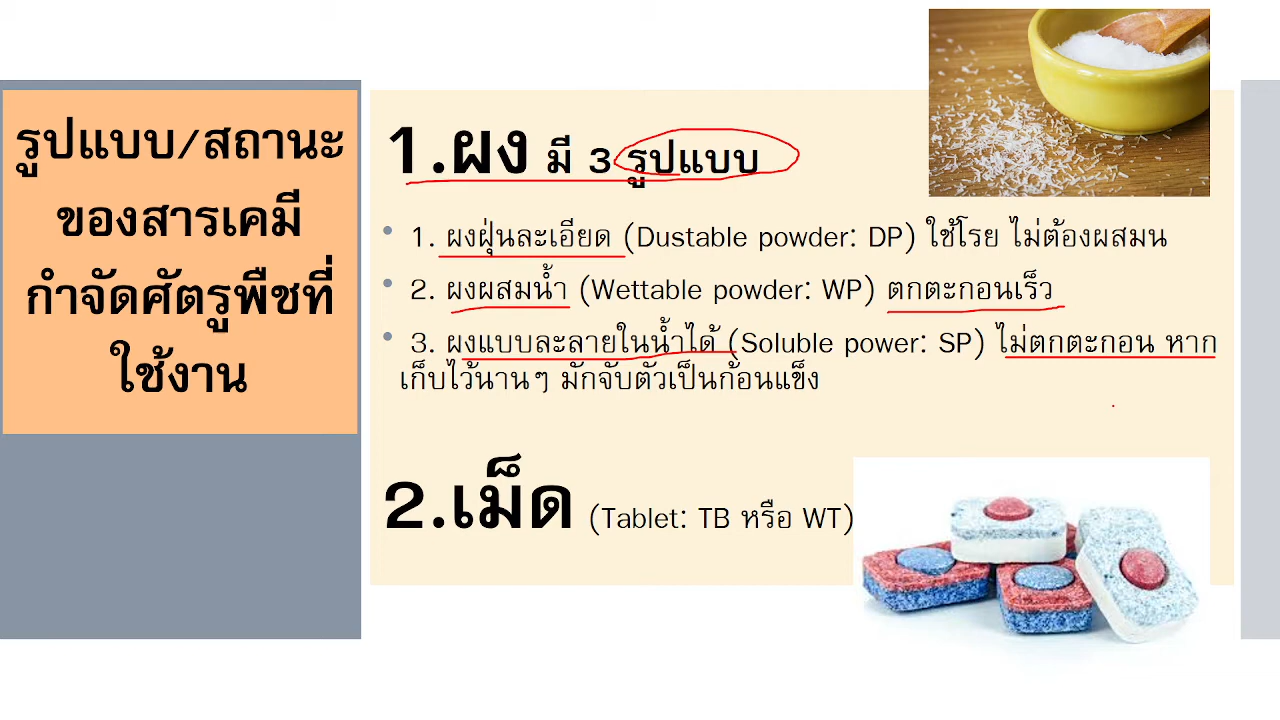 รูปแบบ/สถานะ
ของสารเคมี
กำจัดศัตรูพืชที่
ใช้งาน
1.ผง มี 3 รูปแบบ
• 1. ผงฝุ่นละเอียด (Dustable powder: DP) ใช้โรย ไม่ต้องผสมน
• 2. ผงผสมน้ำ (Wettable powder: WP) ตกตะกอนเร็ว
• 3. ผงแบบละลายในน้ำได้ (Soluble power: SP) ไม่ตกตะกอน หาก
เก็บไว้นานๆ มักจับตัวเป็นก้อนแข็ง
2.เม็ด (Tablet: TB หรือ WT)